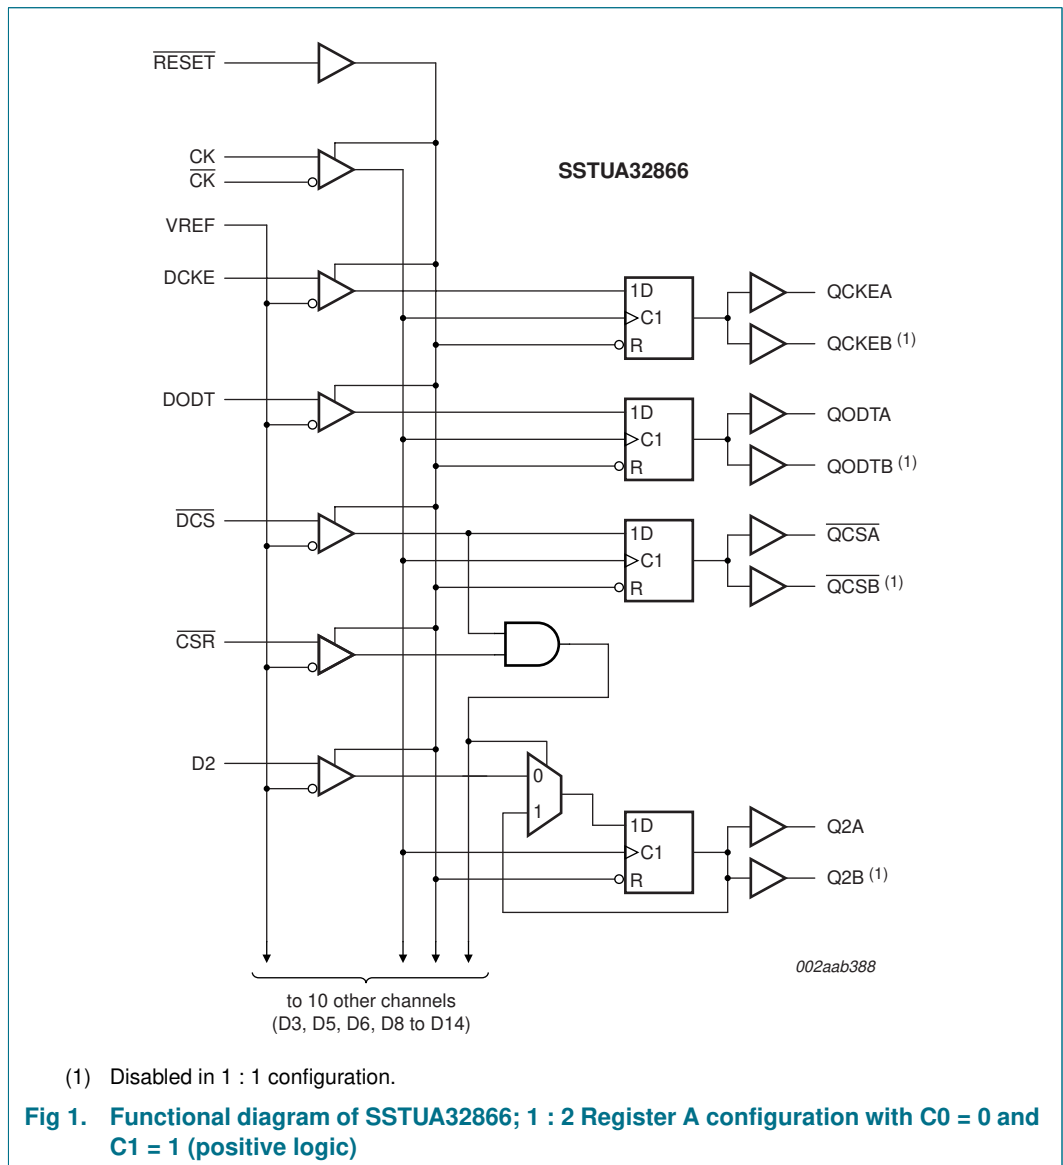 RESET
CK
CK
SSTUA32866
VREF
DCKE
1D
C1
R
QCKEA
QCKEB (1)
DODT
1D
C1
R
QODTA
QODTB (1)
DCS
1D
C1
R
QCSA
QCSB (1)
CSR
D2
0
1
1D
C1
R
Q2A
Q2B (1)
002aab388
to 10 other channels
(D3, D5, D6, D8 to D14)
(1) Disabled in 1 : 1 configuration.
Fig 1. Functional diagram of SSTUA32866; 1 : 2 Register A configuration with C0 = 0 and
C1 = 1 (positive logic)